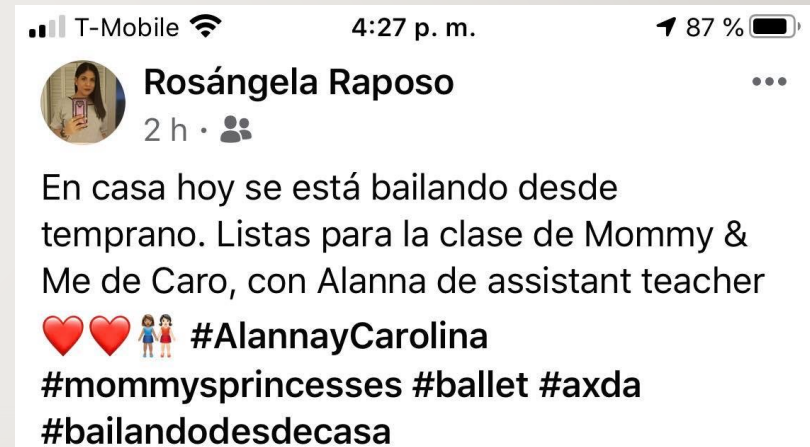 T-Mobile 4:27 p. m. 87 %
Rosángela Raposo
2 h ·
En casa hoy se está bailando desde
temprano. Listas para la clase de Mommy &
Me de Caro, con Alanna de assistant teacher
❤️❤️👭 #AlannayCarolina
#mommysprincesses #ballet #axda
#bailandodesdecasa